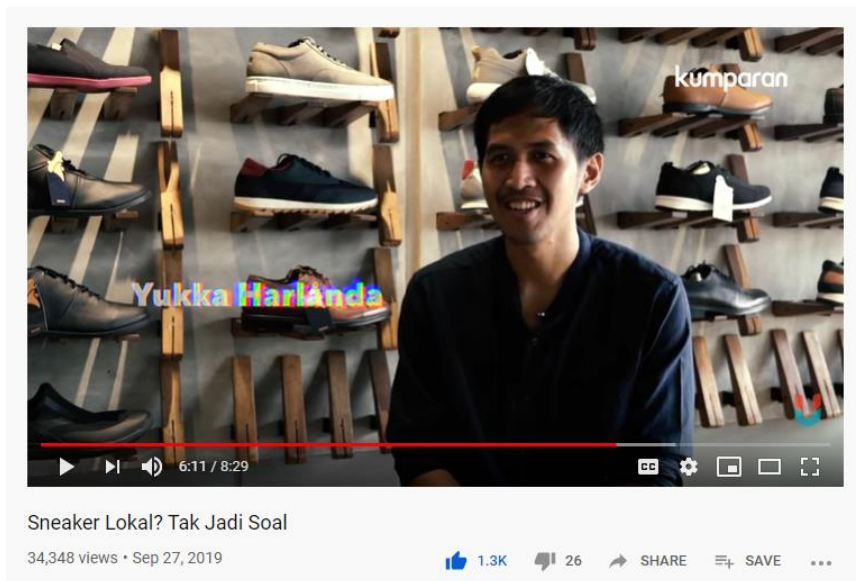 kumparan
Yukka Harlanda
6:11 / 8:29
CC
Sneaker Lokal? Tak Jadi Soal
34,348 views • Sep 27, 2019
1.3K
26
SHARE
SAVE